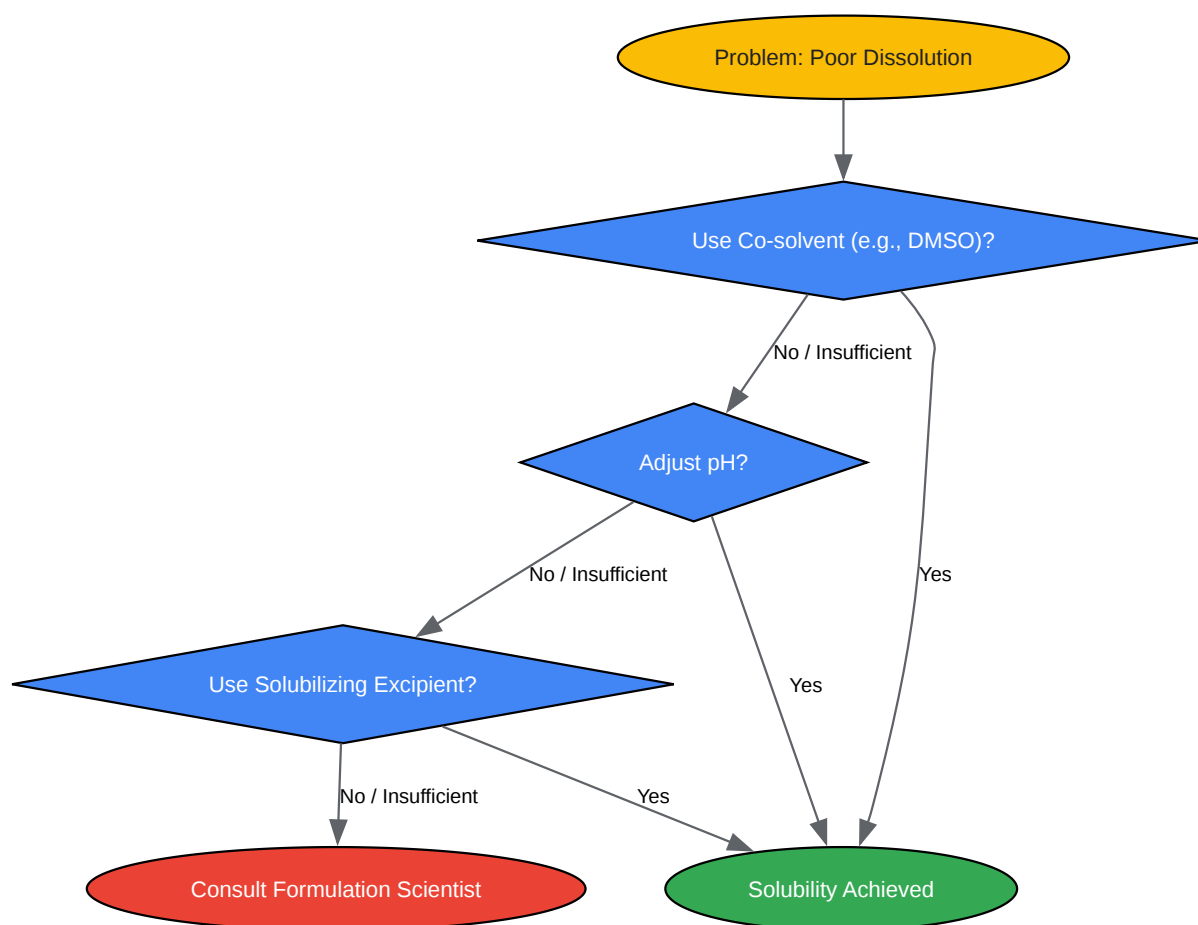 Problem: Poor Dissolution
Use Co-solvent (e.g., DMSO)?
No / Insufficient
Adjust pH?
No / Insufficient
Yes
Use Solubilizing Excipient?
Yes
No / Insufficient
Yes
Consult Formulation Scientist
Solubility Achieved